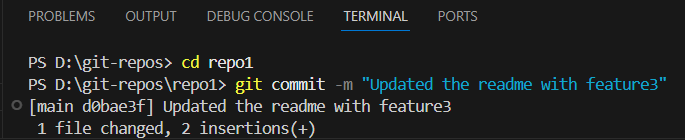 PROBLEMS OUTPUT DEBUG CONSOLE TERMINAL PORTS
PS D:\git-repos> cd repo1
PS D:\git-repos\repo1> git commit -m "Updated the readme with feature3"
[main d0bae3f] Updated the readme with feature3
1 file changed, 2 insertions(+)